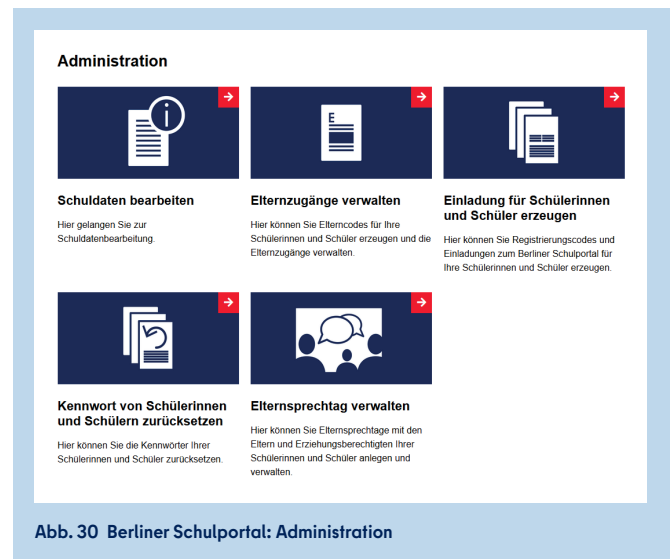 Administration
E
Schuldaten bearbeiten
Hier gelangen Sie zur
Schuldatenbearbeitung.
Elternzugänge verwalten
Hier können Sie Elterncodes für Ihre
Schülerinnen und Schüler erzeugen und die
Elternzugänge verwalten.
Einladung für Schülerinnen
und Schüler erzeugen
Hier können Sie Registrierungscodes und
Einladungen zum Berliner Schulportal für
Ihre Schülerinnen und Schüler erzeugen.
Kennwort von Schülerinnen
und Schülern zurücksetzen
Hier können Sie die Kennwörter Ihrer
Schülerinnen und Schüler zurücksetzen.
Elternsprechtag verwalten
Hier können Sie Elternsprechtage mit den
Eltern und Erziehungsberechtigten Ihrer
Schülerinnen und Schüler anlegen und
verwalten.
Abb. 30 Berliner Schulportal: Administration